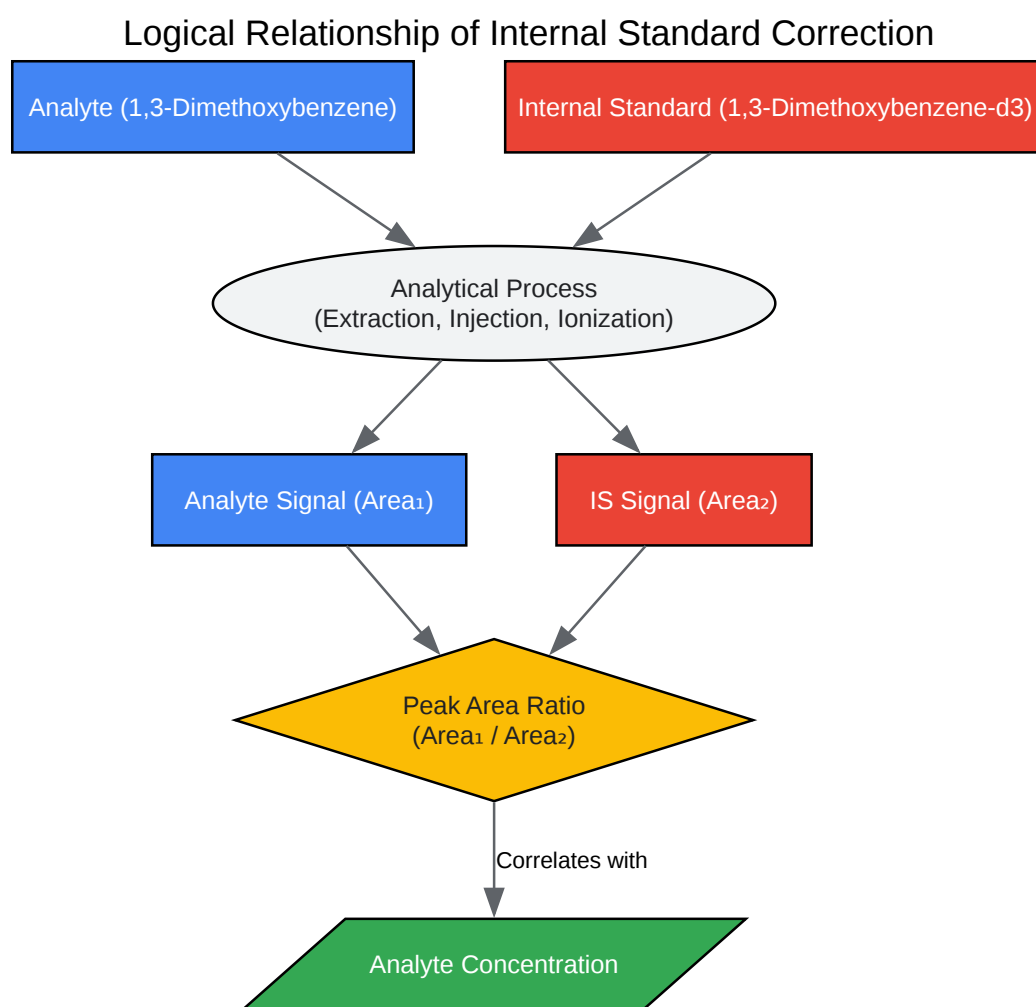 Logical Relationship of Internal Standard Correction
Analyte (1,3-Dimethoxybenzene)
Internal Standard (1,3-Dimethoxybenzene-d3)
Analytical Process
(Extraction, Injection, Ionization)
Analyte Signal (Area₁)
IS Signal (Area₂)
Peak Area Ratio
(Area₁ / Area₂)
Correlates with
Analyte Concentration